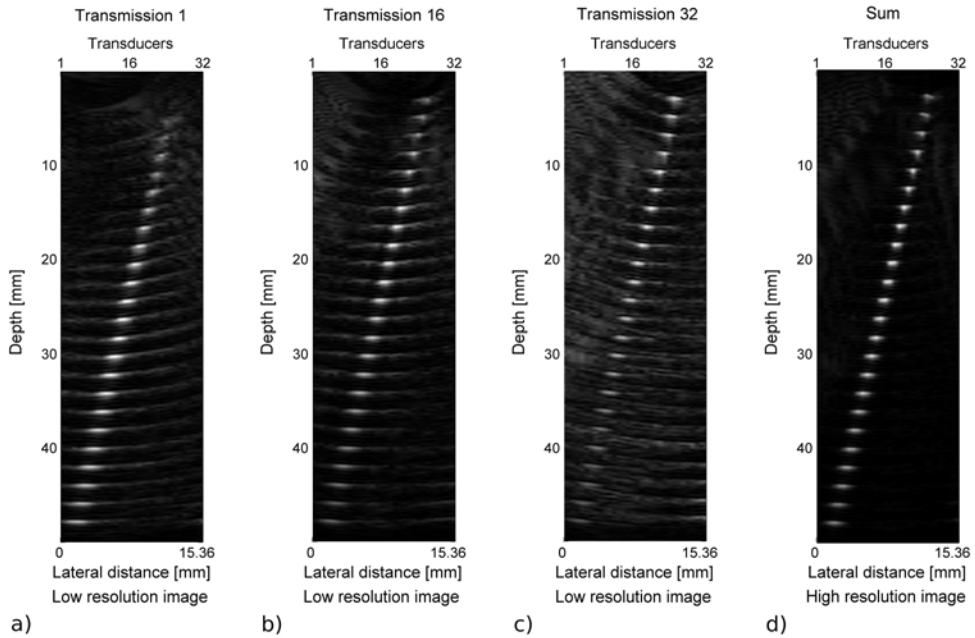 Transmission 1
Transducers
1 16 32
10
20
30
40
Depth [mm]
0 15.36
Lateral distance [mm]
Low resolution image
a)
Transmission 16
Transducers
1 16 32
10
20
30
40
Depth [mm]
0 15.36
Lateral distance [mm]
Low resolution image
b)
Transmission 32
Transducers
1 16 32
10
20
30
40
Depth [mm]
0 15.36
Lateral distance [mm]
Low resolution image
c)
Sum
Transducers
1 16 32
10
20
30
40
Depth [mm]
0 15.36
Lateral distance [mm]
High resolution image
d)